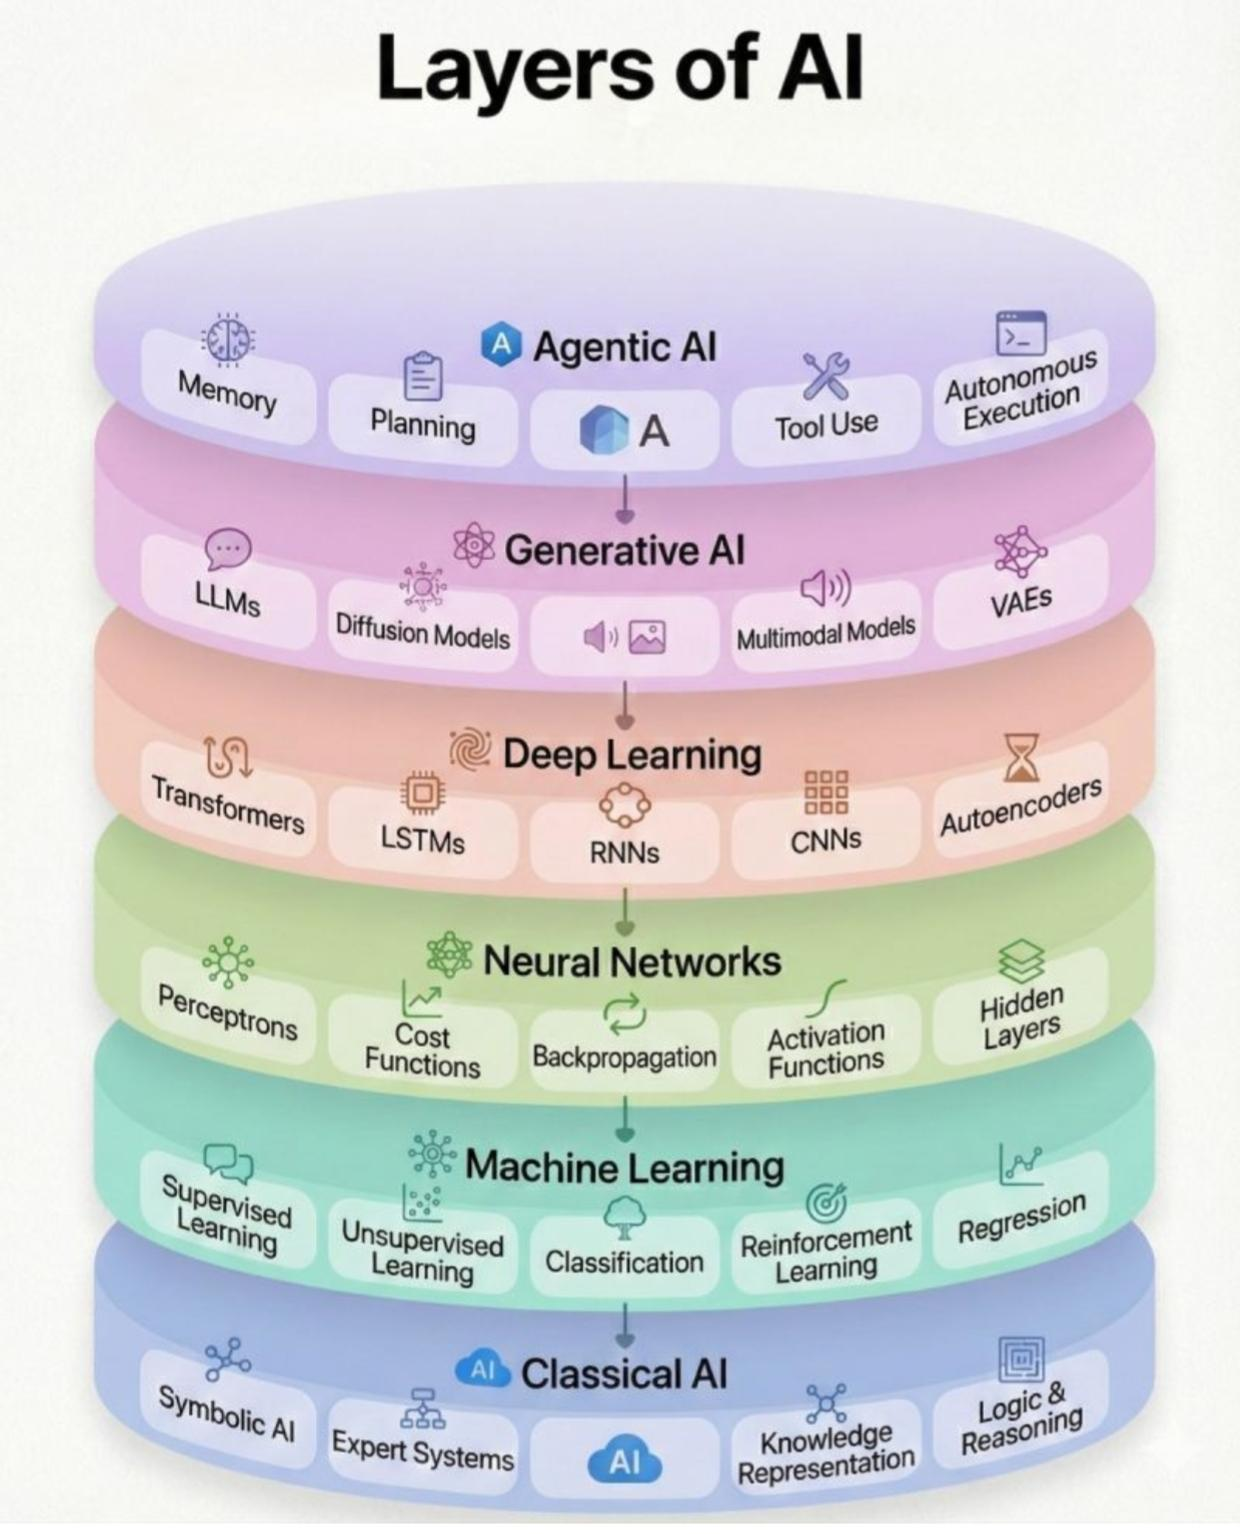 Layers of AI
A Agentic AI
Memory
Planning
A
Tool Use
Autonomous
Execution
Generative AI
LLMs
Diffusion Models
Multimodal Models
VAEs
Deep Learning
Transformers
LSTMs
RNNs
CNNs
Autoencoders
Neural Networks
Perceptrons
Cost
Functions
Backpropagation
Activation
Functions
Hidden
Layers
Machine Learning
Supervised
Learning
Unsupervised
Learning
Classification
Reinforcement
Learning
Regression
AI Classical AI
Symbolic AI
Expert Systems
AI
Knowledge
Representation
Logic &
Reasoning